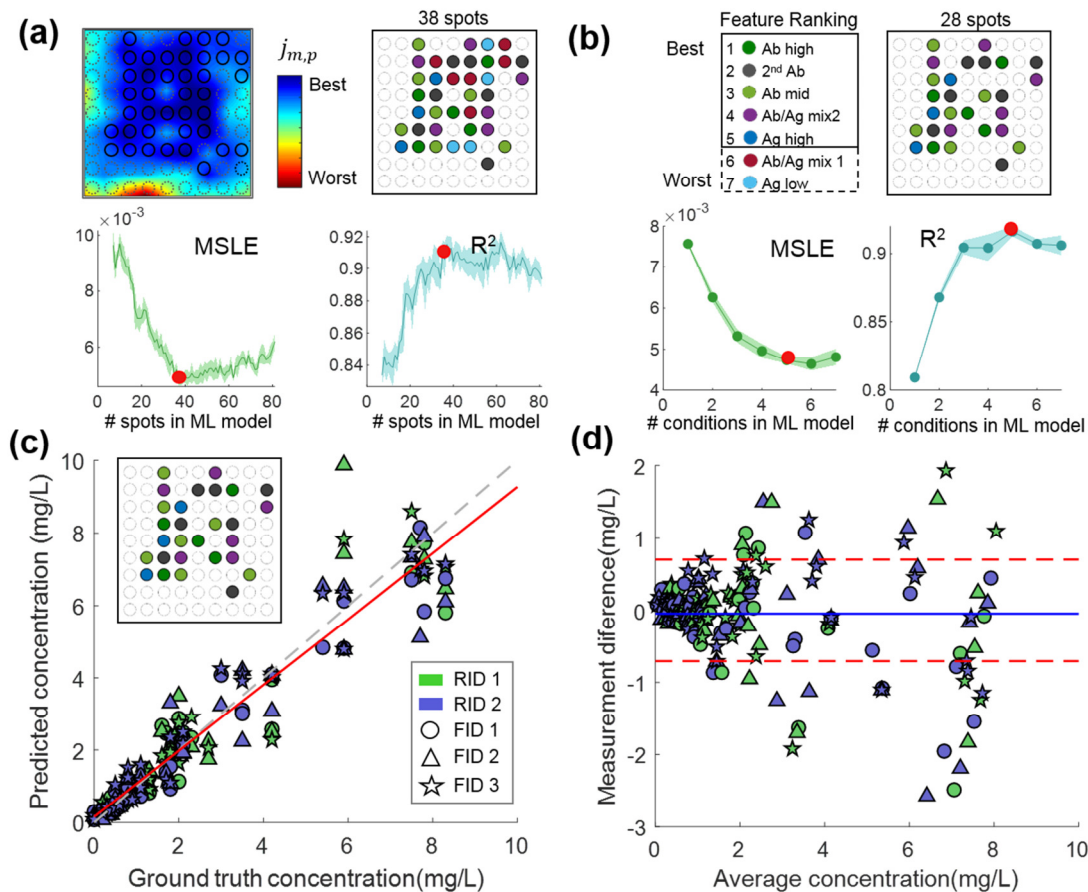 (a)
j_{m,p}
Best
Worst
38 spots
× 10^{-3}
10
8
6
0 20 40 60 80
MSLE
# spots in ML model
0.92
0.9
0.88
0.86
0.84
0 20 40 60 80
R^2
# spots in ML model
(b)
Feature Ranking
Best
1 Ab high
2 2nd Ab
3 Ab mid
4 Ab/Ag mix2
5 Ag high
6 Ab/Ag mix 1
7 Ag low
Worst
28 spots
× 10^{-3}
8
7
6
5
4
0 2 4 6
MSLE
# conditions in ML model
0.9
0.85
0.8
0 2 4 6
R^2
# conditions in ML model
(c)
Predicted concentration (mg/L)
10
8
6
4
2
0
0 2 4 6 8 10
Ground truth concentration(mg/L)
RID 1
RID 2
FID 1
FID 2
FID 3
(d)
Measurement diference(mg/L)
2
1
0
-1
-2
-3
0 2 4 6 8 10
Average concentration(mg/L)